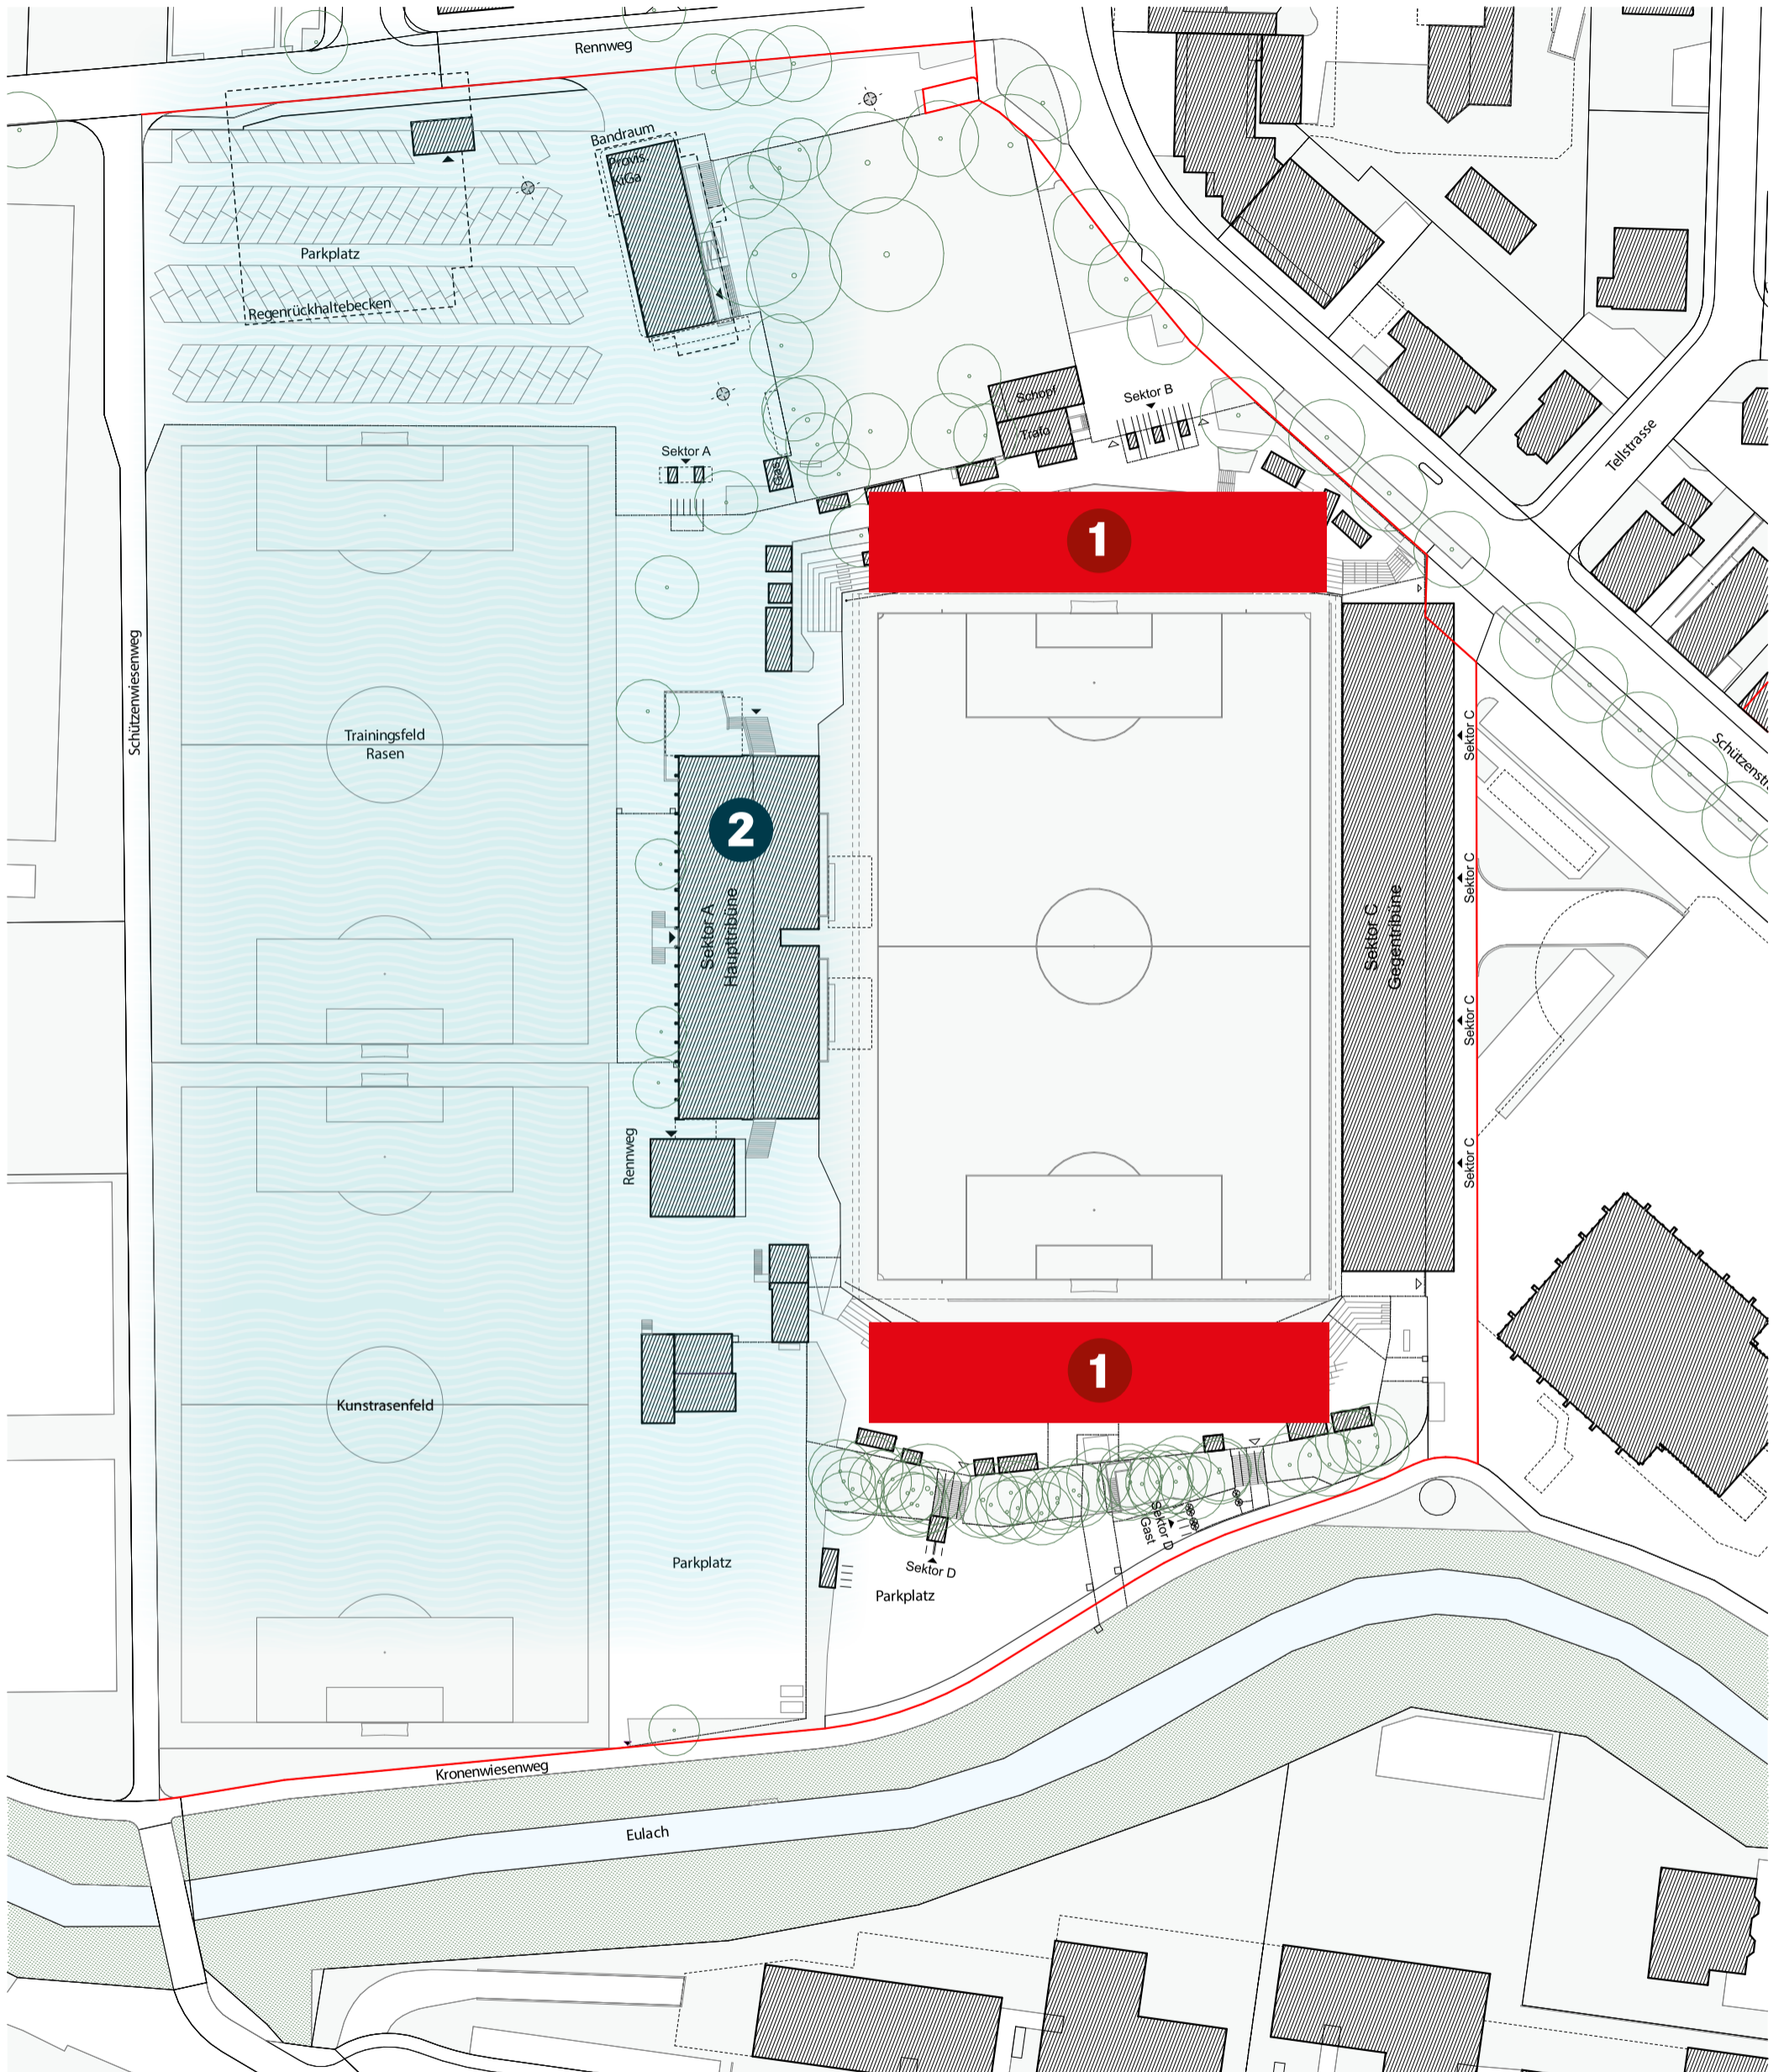 Rennweg
Bandraum
Provis.
KiGa
Parkplatz
Regenrückhaltebecken
Schopf
Trafo
Sektor B
Sektor A
Gas
Tellstrasse
1
Schützenwiesenweg
Trainingsfeld
Rasen
2
Sektor A
Haupttribüne
Sektor C
Gegentribüne
Sektor C
Sektor C
Sektor C
Sektor C
Rennweg
1
Kunstrasenfeld
Parkplatz
Sektor D
Sektor D
Gast
Parkplatz
Kronenwiesenweg
Eulach